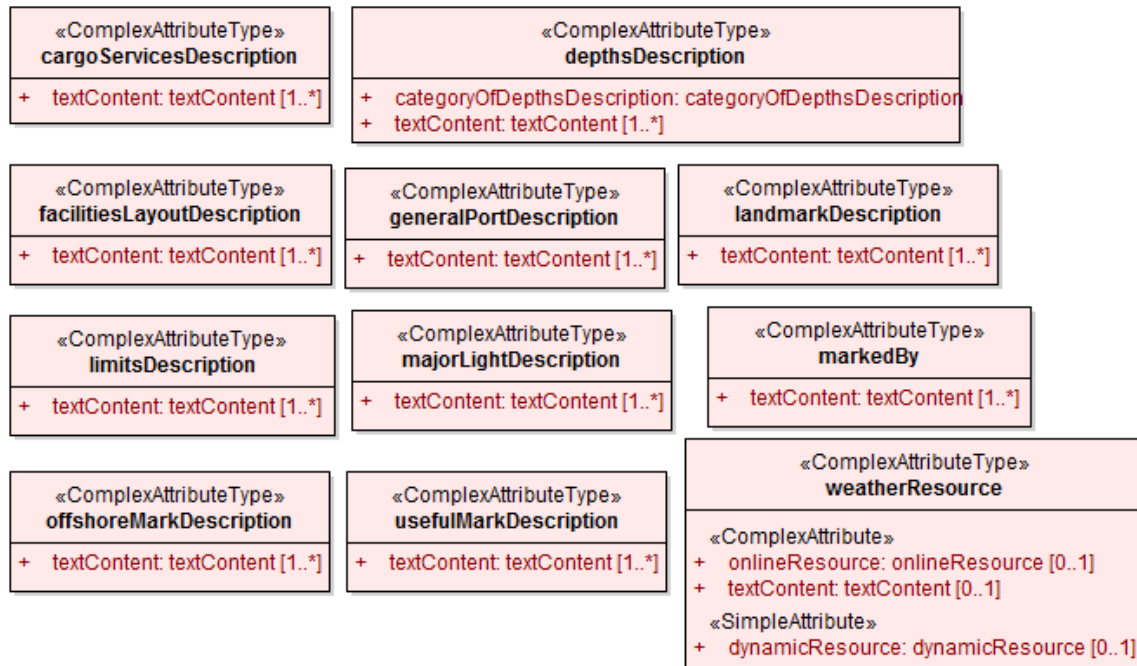 «ComplexAttributeType»
cargoServicesDescription
+ textContent: textContent [1..*]
«ComplexAttributeType»
depthsDescription
+ categoryOfDepthsDescription: categoryOfDepthsDescription
+ textContent: textContent [1..*]
«ComplexAttributeType»
facilitiesLayoutDescription
+ textContent: textContent [1..*]
«ComplexAttributeType»
generalPortDescription
+ textContent: textContent [1..*]
«ComplexAttributeType»
landmarkDescription
+ textContent: textContent [1..*]
«ComplexAttributeType»
limitsDescription
+ textContent: textContent [1..*]
«ComplexAttributeType»
majorLightDescription
+ textContent: textContent [1..*]
«ComplexAttributeType»
markedBy
+ textContent: textContent [1..*]
«ComplexAttributeType»
offshoreMarkDescription
+ textContent: textContent [1..*]
«ComplexAttributeType»
usefulMarkDescription
+ textContent: textContent [1..*]
«ComplexAttributeType»
weatherResource
«ComplexAttribute»
+ onlineResource: onlineResource [0..1]
+ textContent: textContent [0..1]
«SimpleAttribute»
+ dynamicResource: dynamicResource [0..1]